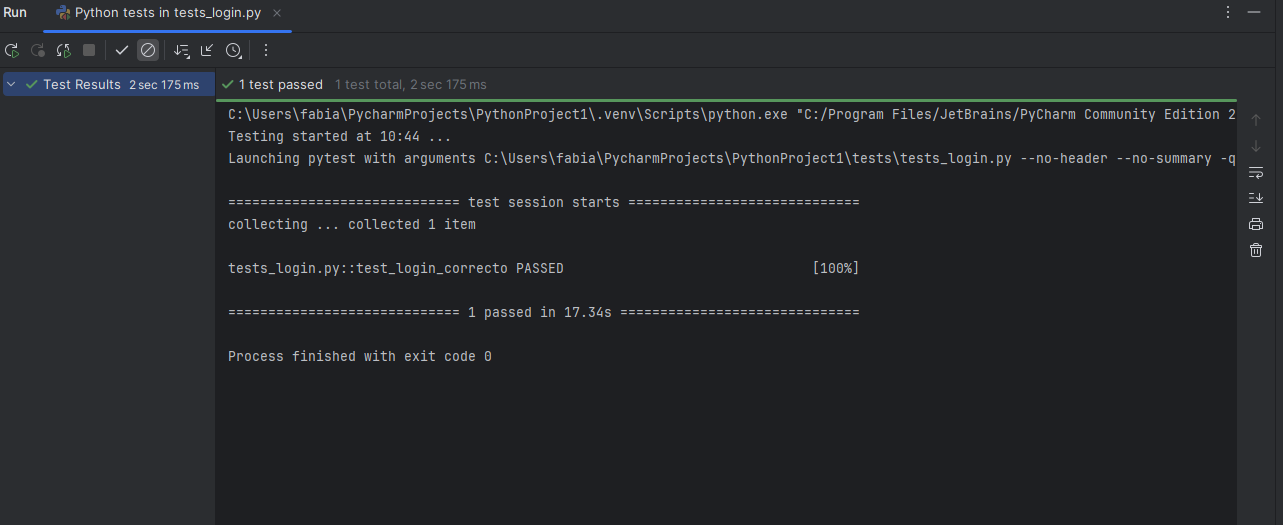 Run
Python tests in tests_login.py
Test Results 2 sec 175 ms
1 test passed 1 test total, 2 sec 175 ms
C:\Users\fabia\PycharmProjects\PythonProject1\.venv\Scripts\python.exe "C:/Program Files/JetBrains/PyCharm Community Edition 2
Testing started at 10:44 ...
Launching pytest with arguments C:\Users\fabia\PycharmProjects\PythonProject1\tests\tests_login.py --no-header --no-summary -q
============================= test session starts =============================
collecting ... collected 1 item
tests_login.py::test_login_correcto PASSED [100%]
============================= 1 passed in 17.34s ==============================
Process finished with exit code 0